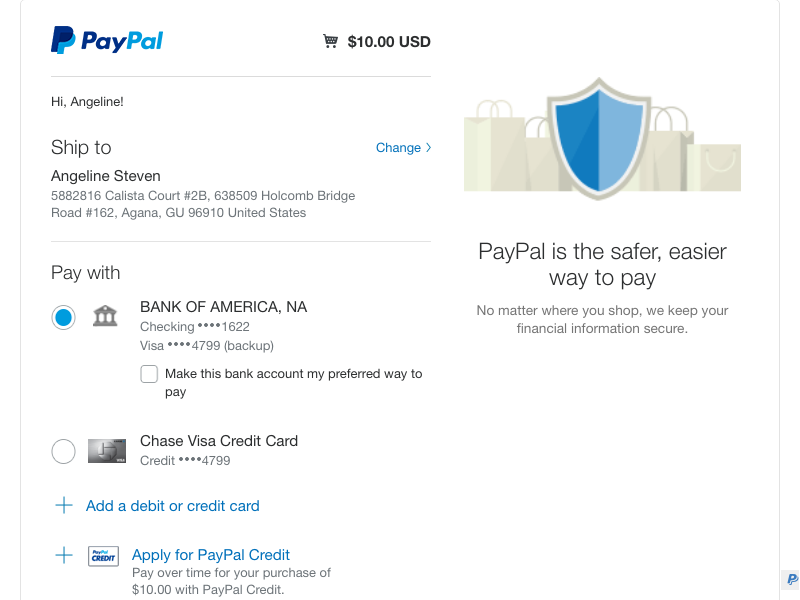 PayPal
$10.00 USD
Hi, Angeline!
Ship to
Change
Angeline Steven
5882816 Calista Court #2B, 638509 Holcomb Bridge
Road #162, Agana, GU 96910 United States
Pay with
BANK OF AMERICA, NA
Checking ••••1622
Visa ••••4799 (backup)
Make this bank account my preferred way to
pay
Chase Visa Credit Card
VISA
Credit ••••4799
Add a debit or credit card
PayPal
CREDIT
Apply for PayPal Credit
Pay over time for your purchase of
$10.00 with PayPal Credit.
PayPal is the safer, easier
way to pay
No matter where you shop, we keep your
financial information secure.